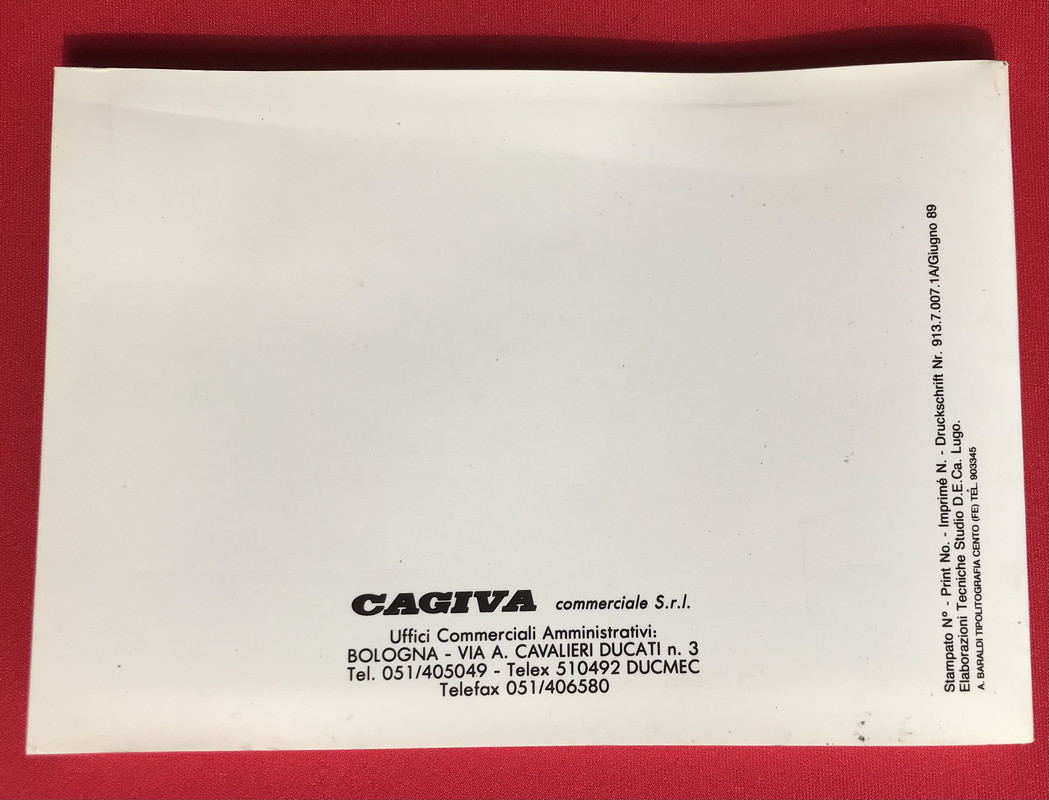 CAGIVA commerciale S.r.l.
Uffici Commerciali Amministrativi:
BOLOGNA - VIA A. CAVALIERI DUCATI n. 3
Tel. 051/405049 - Telex 510492 DUCMEC
Telefax 051/406580
Stampato N° - Print No. - Imprimé N. - Druckschrift Nr. 913.7.007.1A/Giugno 89
Elaborazioni Tecniche Studio D.E.Ca. Lugo.
A. BARALDI TIPOLITOGRAFIA CENTO (FE) TEL. 903345